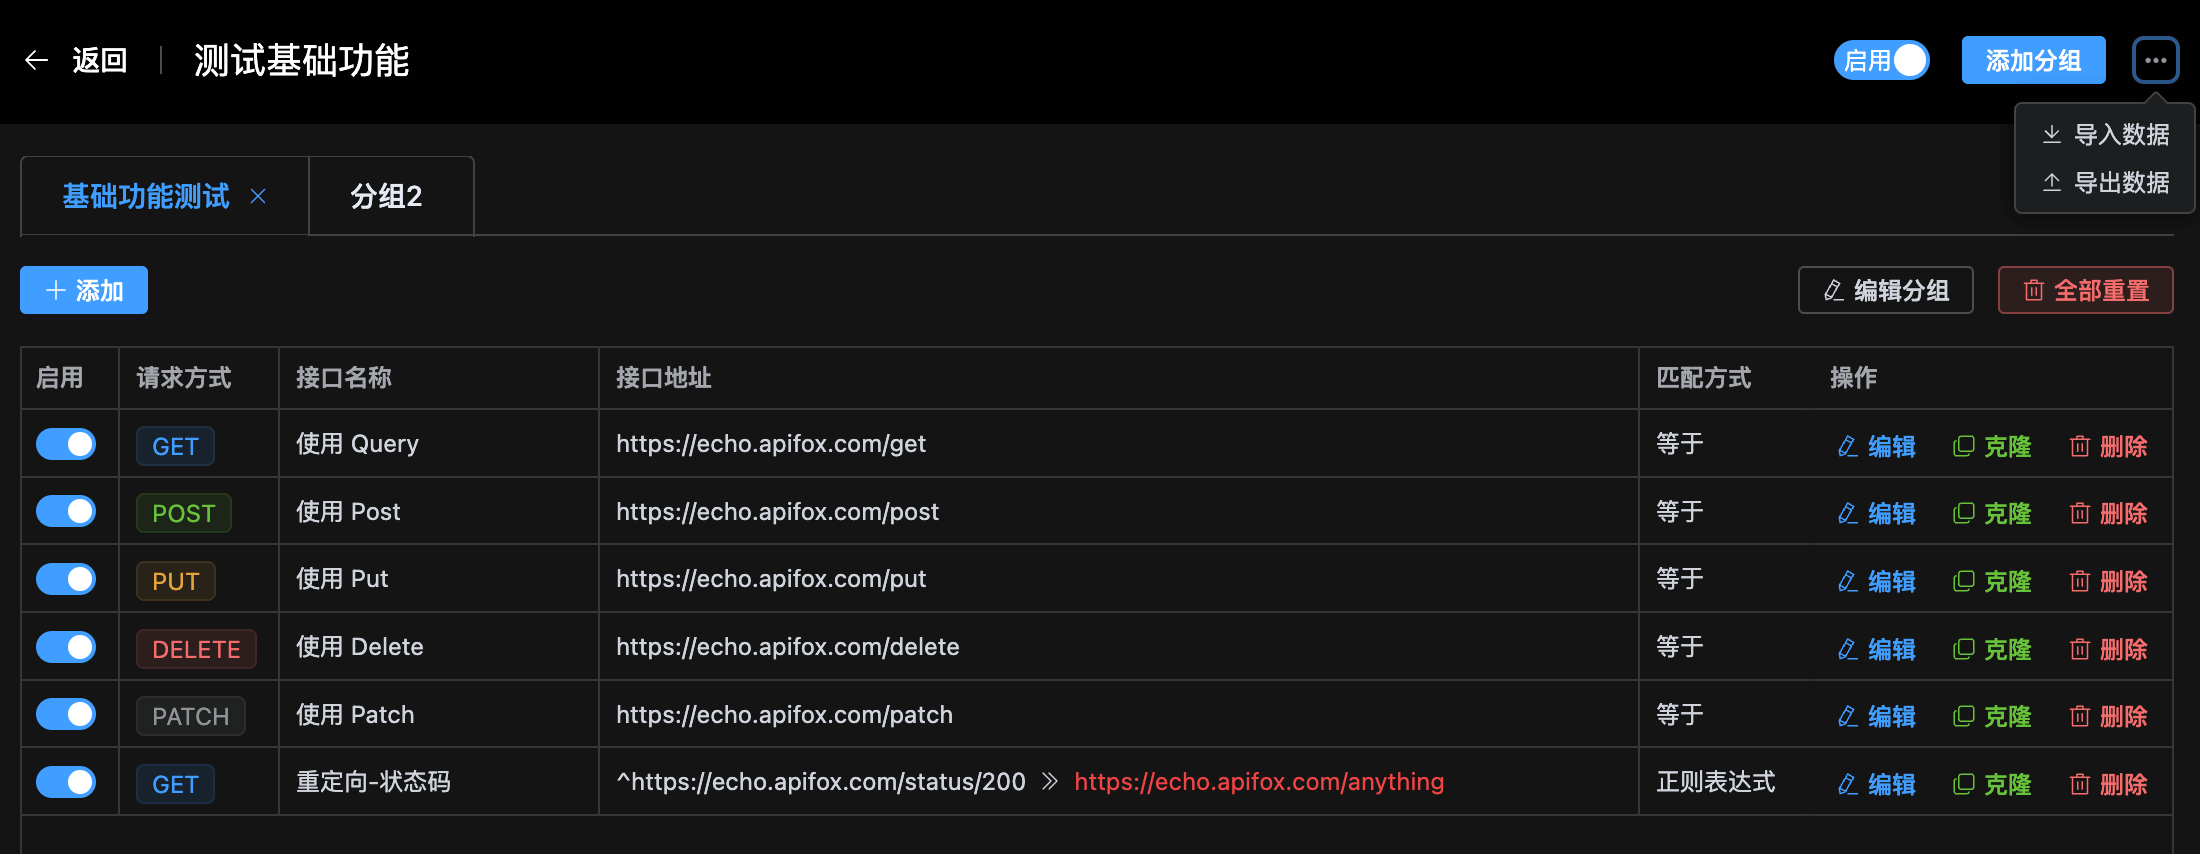 返回 测试基础功能 启用 添加分组
导入数据
导出数据
基础功能测试 分组2
添加 编辑分组 全部重置
启用 请求方式 接口名称 接口地址 匹配方式 操作
GET 使用 Query https://echo.apifox.com/get 等于 编辑 克隆 删除
POST 使用 Post https://echo.apifox.com/post 等于 编辑 克隆 删除
PUT 使用 Put https://echo.apifox.com/put 等于 编辑 克隆 删除
DELETE 使用 Delete https://echo.apifox.com/delete 等于 编辑 克隆 删除
PATCH 使用 Patch https://echo.apifox.com/patch 等于 编辑 克隆 删除
GET 重定向-状态码 ^https://echo.apifox.com/status/200 https://echo.apifox.com/anything 正则表达式 编辑 克隆 删除